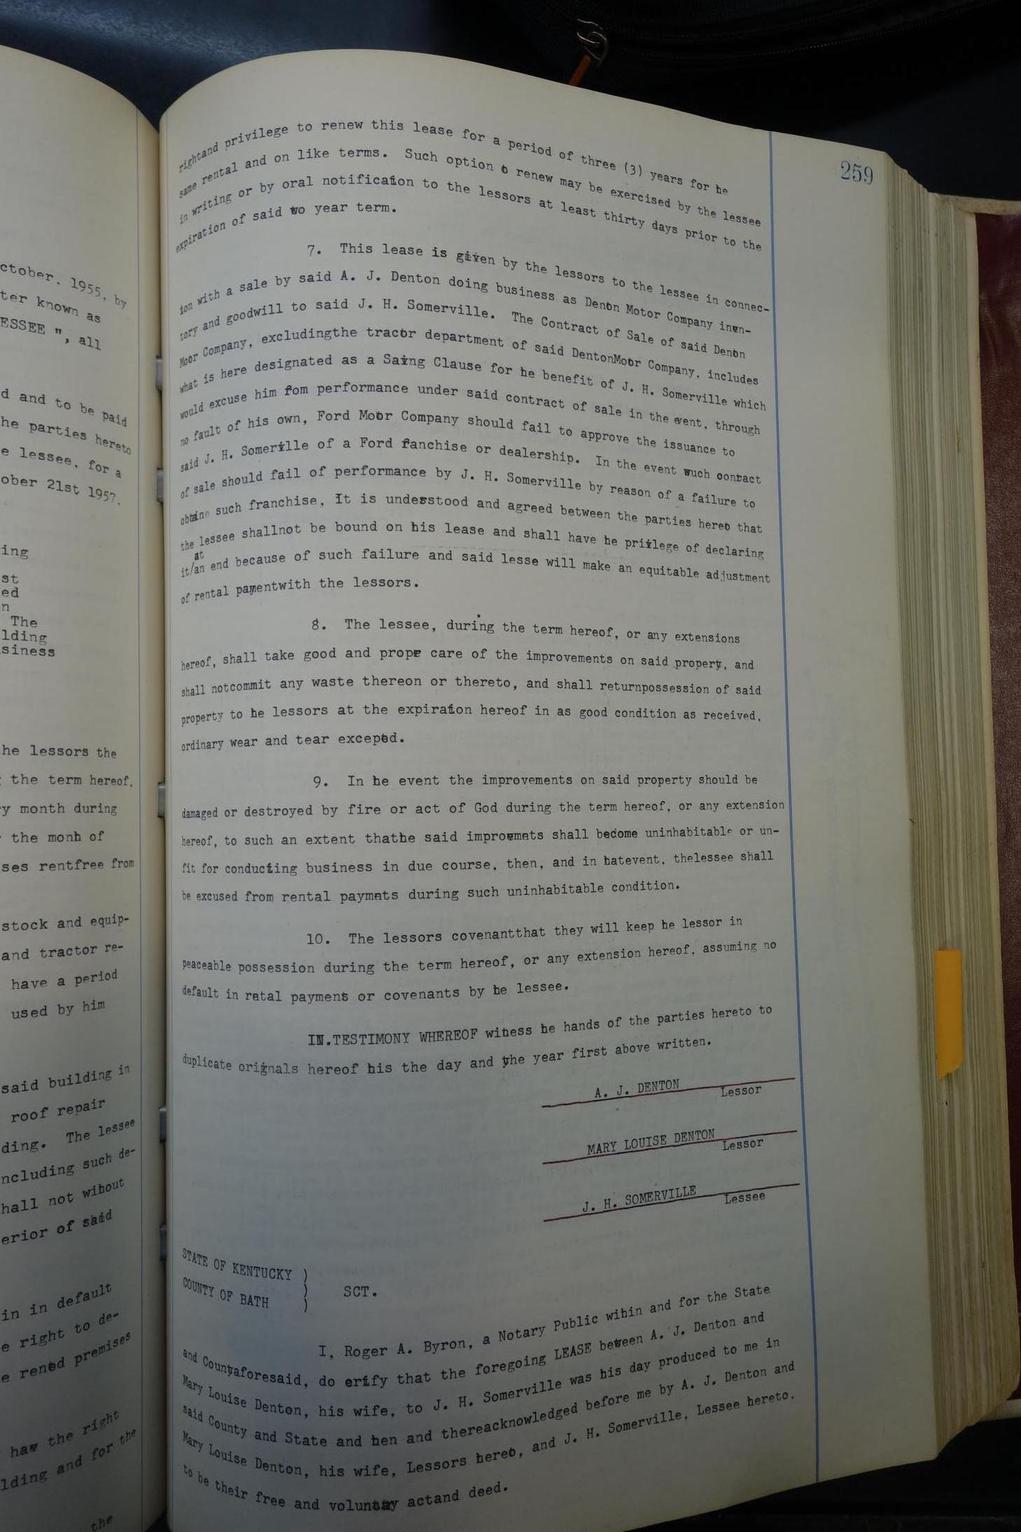 ctober, 1955, by
ter known as
ESSEE ", all
d and to be paid
he parties hereto
e lessee, for a
ober 21st 1957,
ing
st
ed
n
The
lding
siness
he lessors the
the term hereof,
y month during
the monh of
ses rentfree from
stock and equip-
and tractor re-
have a period
used by him
said building in
roof repair
ding. The lessee
ncluding such de-
hall not wihout
erior of said
in in default
e right to de-
e rened premises
haw the right
lding and for the
the
259
rightand privilege to renew this lease for a period of three (3) years for he
same rental and on like terms. Such option o renew may be exercised by the lessee
in writing or by oral notification to the lessors at least thirty days prior to the
expiration of said wo year term.
7. This lease is given by the lessors to the lessee in connec-
ion with a sale by said A. J. Denton doing business as Denton Motor Company inven-
tory and goodwill to said J. H. Somerville. The Contract of Sale of said Denton
Motor Company, excludingthe tractor department of said DentonMotor Company, includes
what is here designated as a Saing Clause for he benefit of J. H. Somerville which
would excuse him fom performance under said contract of sale in the event, through
no fault of his own, Ford Motor Company should fail to approve the issuance to
said J. H. Somerille of a Ford fanchise or dealership. In the event such contract
of sale should fail of performance by J. H. Somerville by reason of a failure to
obtain such franchise, It is understood and agreed between the parties hereto that
the lessee shallnot be bound on his lease and shall have he prilege of declaring
at
it/an end because of such failure and said lesse will make an equitable adjustment
of rental paymentwith the lessors.
8. The lessee, during the term hereof, or any extensions
hereof, shall take good and prope care of the improvements on said propery, and
shall notcommit any waste thereon or thereto, and shall returnpossession of said
property to he lessors at the expiration hereof in as good condition as received,
ordinary wear and tear excepted.
9. In he event the improvements on said property should be
damaged or destroyed by fire or act of God during the term hereof, or any extension
hereof, to such an extent thathe said improvemets shall become uninhabitable or un-
fit for conducting business in due course, then, and in hatevent, thelessee shall
be excused from rental paymets during such uninhabitable condition.
10. The lessors covenantthat they will keep he lessor in
peaceable possession during the term hereof, or any extension hereof, assuming no
default in retal payment or covenants by he lessee.
IN.TESTIMONY WHEREOF witness he hands of the parties hereto to
duplicate originals hereof his the day and the year first above written.
A. J. DENTON
Lessor
MARY LOUISE DENTON
Lessor
J. H. SOMERVILLE
Lessee
STATE OF KENTUCKY )
) SCT.
COUNTY OF BATH )
I, Roger A. Byron, a Notary Public wihin and for the State
and Countyaforesaid, do erify that the foregoing LEASE between A. J. Denton and
Mary Louise Denton, his wife, to J. H. Somerville was his day produced to me in
said County and State and hen and thereacknowledged before me by A. J. Denton and
Mary Louise Denton, his wife, Lessors hereto, and J. H. Somerville, Lessee hereto,
to be their free and voluntary actand deed.